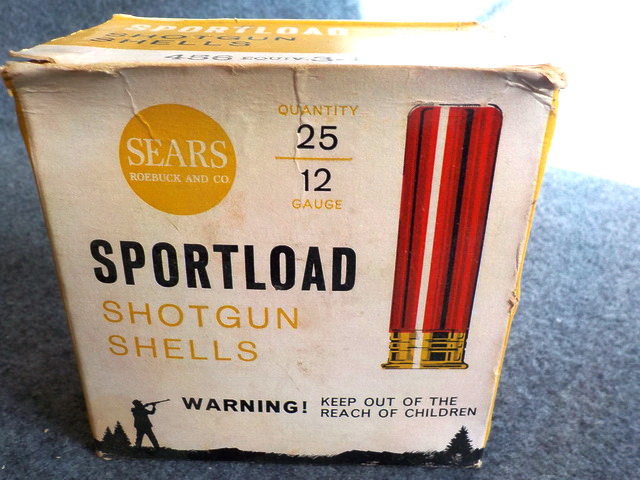 SPORTLOAD
SHOTGUN
SHELLS
SEARS
ROEBUCK AND CO.
QUANTITY
25
12
GAUGE
SPORTLOAD
SHOTGUN
SHELLS
WARNING! KEEP OUT OF THE
REACH OF CHILDREN